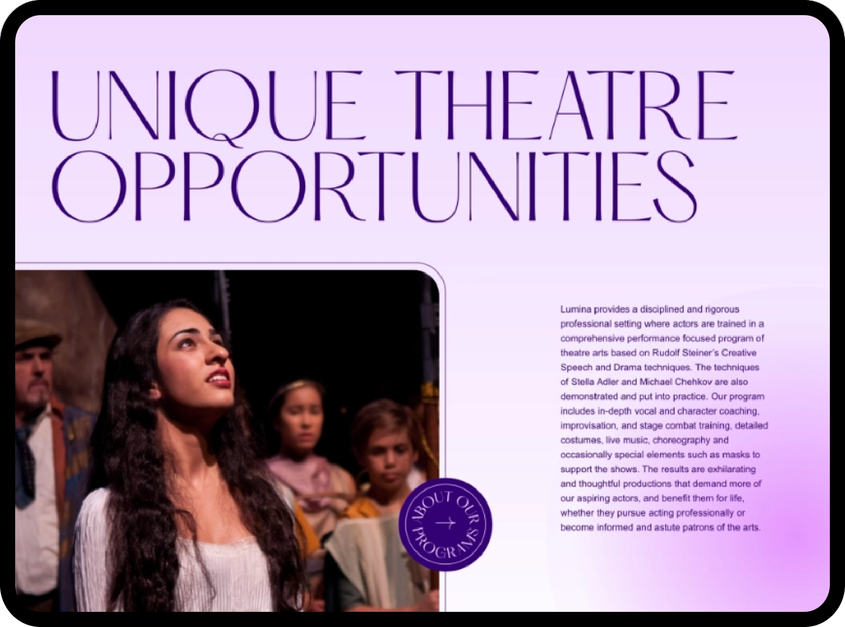 UNIQUE THEATRE
OPPORTUNITIES
Lumina provides a disciplined and rigorous
professional setting where actors are trained in a
comprehensive performance focused program of
theatre arts based on Rudolf Steiner's Creative
Speech and Drama techniques. The techniques
of Stella Adler and Michael Chehkov are also
demonstrated and put into practice. Our program
includes in-depth vocal and character coaching,
improvisation, and stage combat training, detailed
costumes, live music, choreography and
occasionally special elements such as masks to
support the shows. The results are exhilarating
and thoughtful productions that demand more of
our aspiring actors, and benefit them for life,
whether they pursue acting professionally or
become informed and astute patrons of the arts.
ABOUT OUR
PROGRAMS